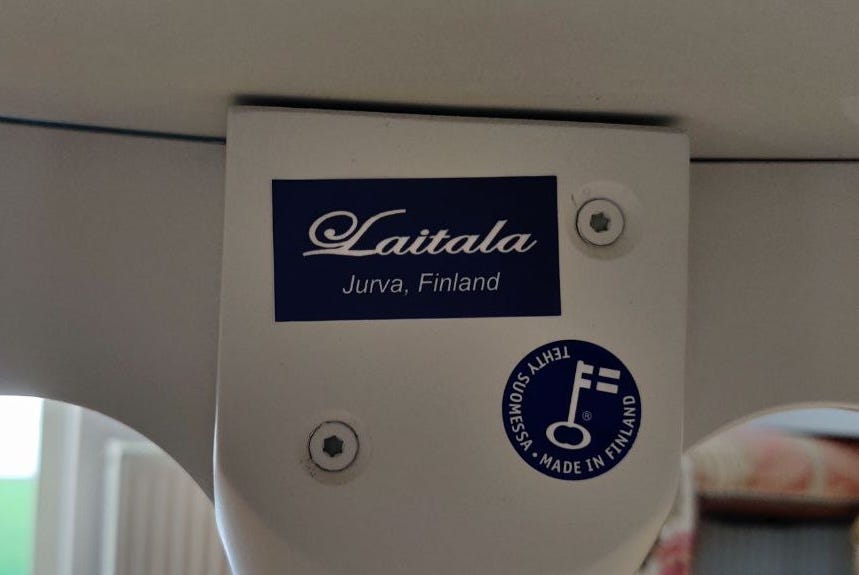 Laitala
Jurva, Finland
TEHTY SUOMESSA • MADE IN FINLAND
®